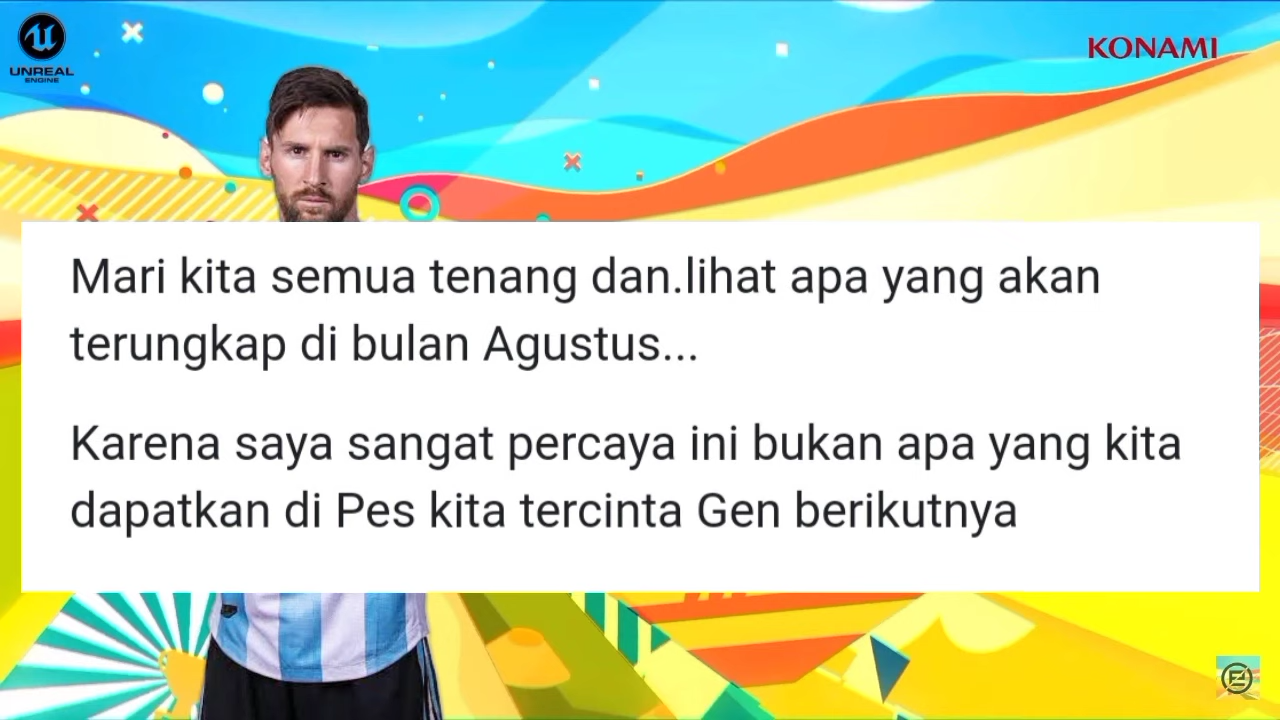 UNREAL
ENGINE
KONAMI
Mari kita semua tenang dan.lihat apa yang akan
terungkap di bulan Agustus...
Karena saya sangat percaya ini bukan apa yang kita
dapatkan di Pes kita tercinta Gen berikutnya